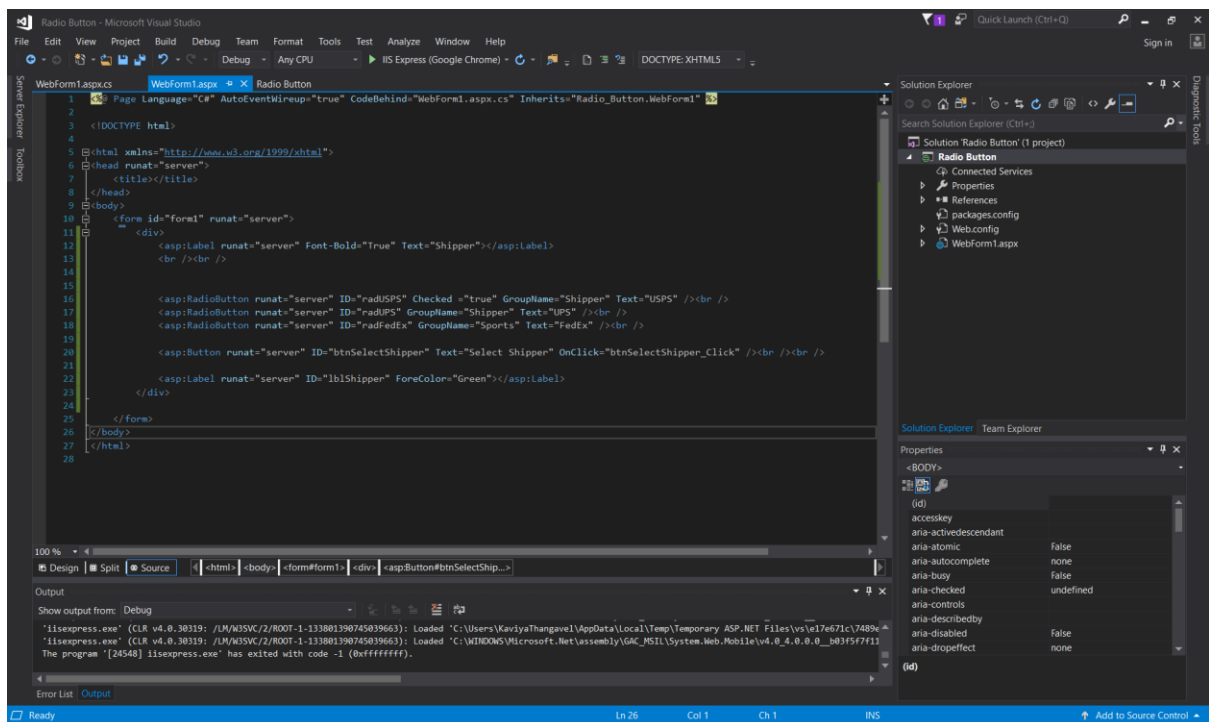 Radio Button - Microsoft Visual Studio
1
Quick Launch (Ctrl+Q)
File Edit View Project Build Debug Team Format Tools Test Analyze Window Help
Sign in
Debug Any CPU IIS Express (Google Chrome) DOCTYPE: XHTML5
Server Explorer
Toolbox
WebForm1.aspx.cs WebForm1.aspx Radio Button
1 <%@ Page Language="C#" AutoEventWireup="true" CodeBehind="WebForm1.aspx.cs" Inherits="Radio_Button.WebForm1" %>
2
3 <!DOCTYPE html>
4
5 <html xmlns="http://www.w3.org/1999/xhtml">
6 <head runat="server">
7 <title></title>
8 </head>
9 <body>
10 <form id="form1" runat="server">
11 <div>
12 <asp:Label runat="server" Font-Bold="True" Text="Shipper"></asp:Label>
13 <br /><br />
14
15
16 <asp:RadioButton runat="server" ID="radUSPS" Checked ="true" GroupName="Shipper" Text="USPS" /><br />
17 <asp:RadioButton runat="server" ID="radUPS" GroupName="Shipper" Text="UPS" /><br />
18 <asp:RadioButton runat="server" ID="radFedEx" GroupName="Sports" Text="FedEx" /><br />
19
20 <asp:Button runat="server" ID="btnSelectShipper" Text="Select Shipper" OnClick="btnSelectShipper_Click" /><br /><br />
21
22 <asp:Label runat="server" ID="lblShipper" ForeColor="Green"></asp:Label>
23 </div>
24
25 </form>
26 </body>
27 </html>
28
100 %
Design Split Source <html> <body> <form#form1> <div> <asp:Button#btnSelectShip...>
Output
Show output from: Debug
'iisexpress.exe' (CLR v4.0.30319: /LM/W3SVC/2/ROOT-1-133801390745039663): Loaded 'C:\Users\KaviyaThangavel\AppData\Local\Temp\Temporary ASP.NET Files\vs\e17e671c\7489e
'iisexpress.exe' (CLR v4.0.30319: /LM/W3SVC/2/ROOT-1-133801390745039663): Loaded 'C:\WINDOWS\Microsoft.Net\assembly\GAC_MSIL\System.Web.Mobile\v4.0_4.0.0.0__b03f5f7f11
The program '[24548] iisexpress.exe' has exited with code -1 (0xffffffff).
Error List Output
Solution Explorer
Search Solution Explorer (Ctrl+;)
Solution 'Radio Button' (1 project)
Radio Button
Connected Services
Properties
References
packages.config
Web.config
WebForm1.aspx
Solution Explorer Team Explorer
Properties
<BODY>
(id)
accesskey
aria-activedescendant
aria-atomic False
aria-autocomplete none
aria-busy False
aria-checked undefined
aria-controls
aria-describedby
aria-disabled False
aria-dropeffect none
(id)
Diagnostic Tools
Ready Ln 26 Col 1 Ch 1 INS Add to Source Control